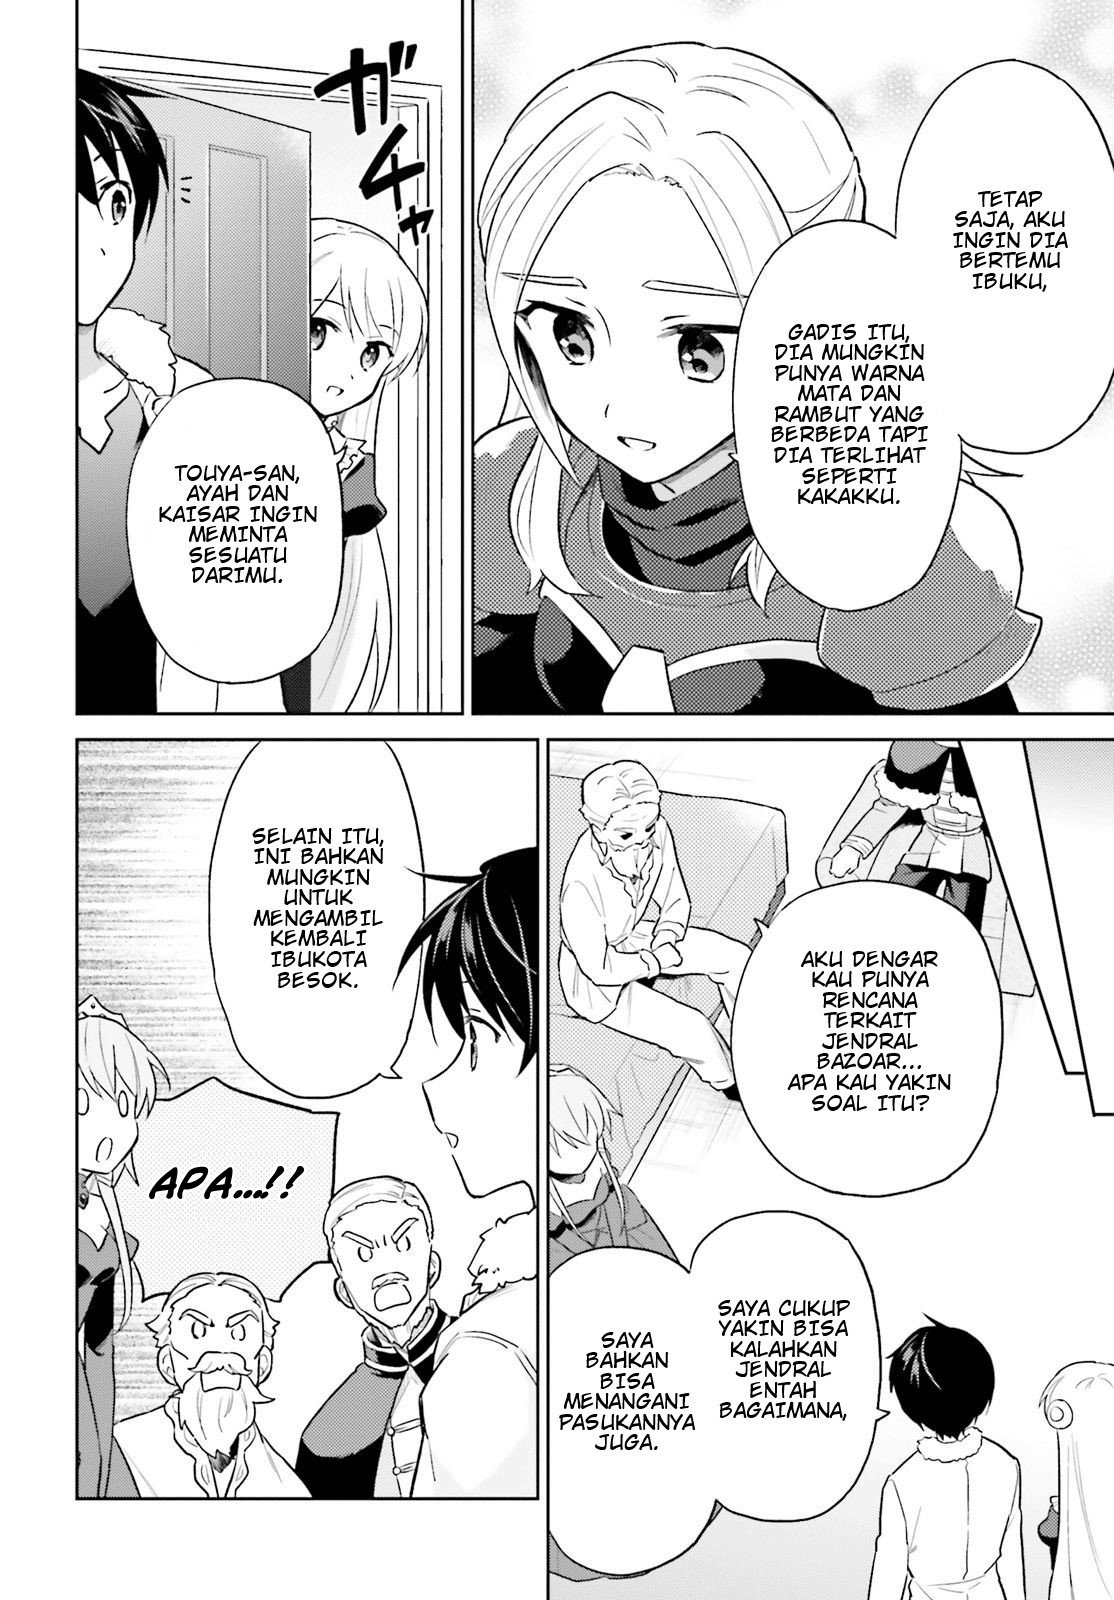 TETAP
SAJA, AKU
INGIN DIA
BERTEMU
IBUKU,
GADIS ITU,
DIA MUNGKIN
PUNYA WARNA
MATA DAN
RAMBUT YANG
BERBEDA TAPI
DIA TERLIHAT
SEPERTI
KAKAKKU.
ガチャ
TOUYA-SAN,
AYAH DAN
KAISAR INGIN
MEMINTA
SESUATU
DARIMU.
AKU DENGAR
KAU PUNYA
RENCANA
TERKAIT
JENDRAL
BAZOAR...
APA KAU YAKIN
SOAL ITU?
SAYA CUKUP
YAKIN BISA
KALAHKAN
JENDRAL
ENTAH
BAGAIMANA,
SAYA
BAHKAN
BISA
MENANGANI
PASUKANNYA
JUGA.
SELAIN ITU,
INI BAHKAN
MUNGKIN
UNTUK
MENGAMBIL
KEMBALI
IBUKOTA
BESOK.
APA....!!